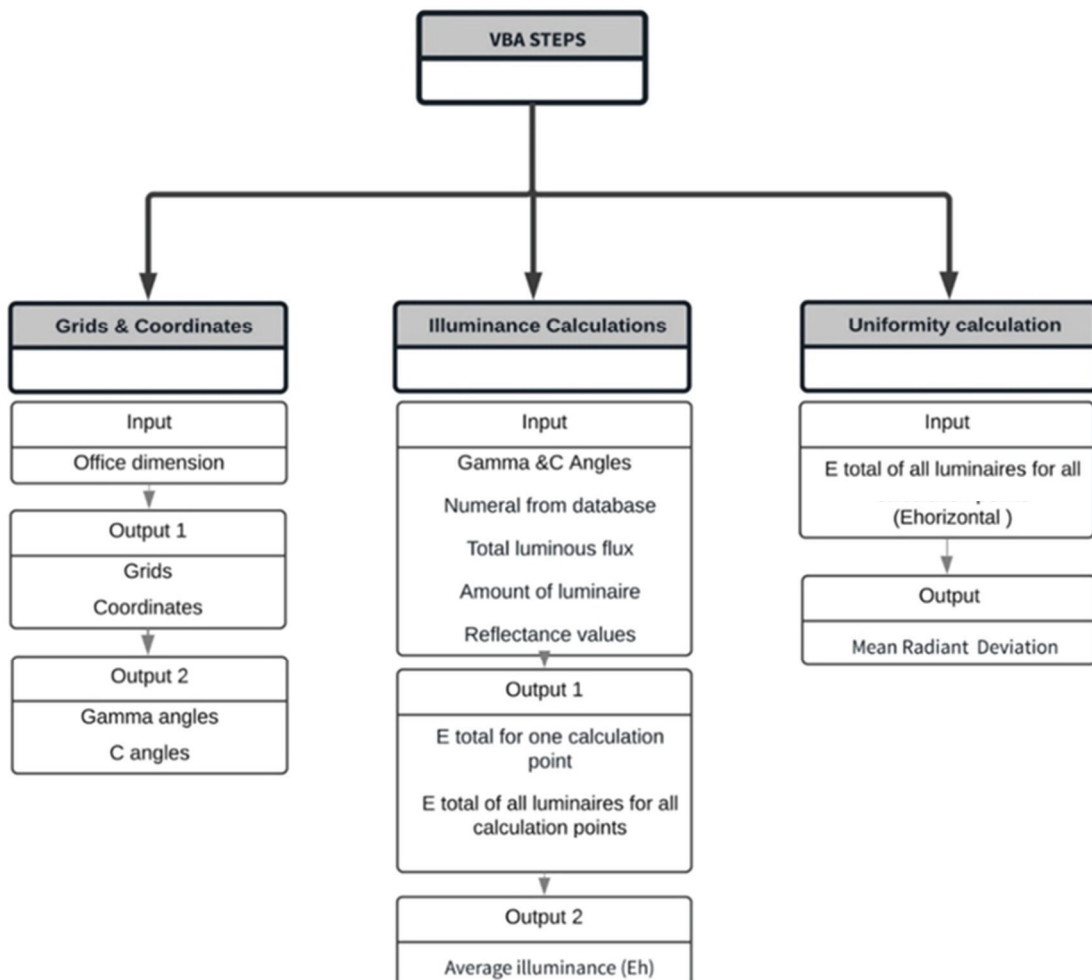 VBA STEPS
Grids & Coordinates
Input
Office dimension
Output 1
Grids
Coordinates
Output 2
Gamma angles
C angles
Illuminance Calculations
Input
Gamma &C Angles
Numeral from database
Total luminous flux
Amount of luminaire
Reflectance values
Output 1
E total for one calculation
point
E total of all luminaires for all
calculation points
Output 2
Average illuminance (Eh)
Uniformity calculation
Input
E total of all luminaires for all
(Ehorizontal )
Output
Mean Radiant Deviation